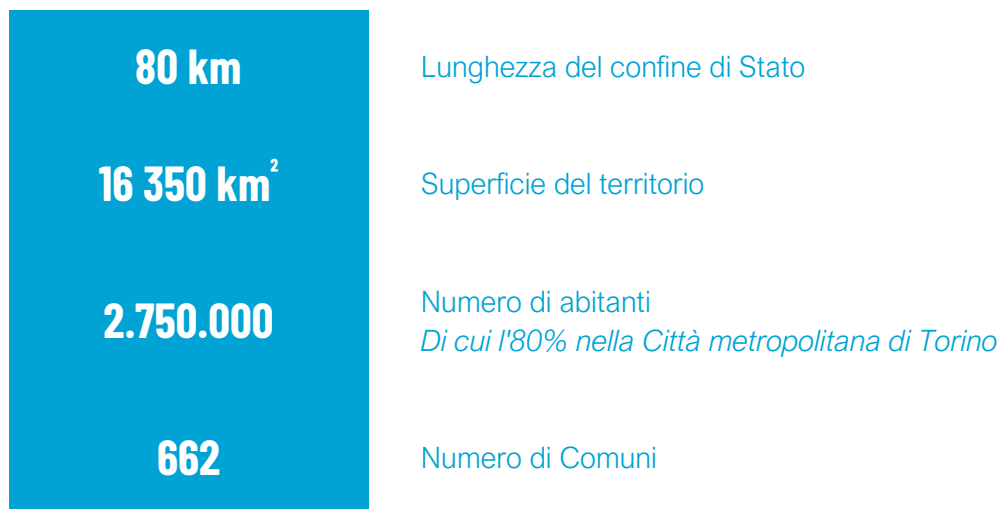 80 km
Lunghezza del confine di Stato
16 350 km²
Superficie del territorio
2.750.000
Numero di abitanti
Di cui l'80% nella Città metropolitana di Torino
662
Numero di Comuni